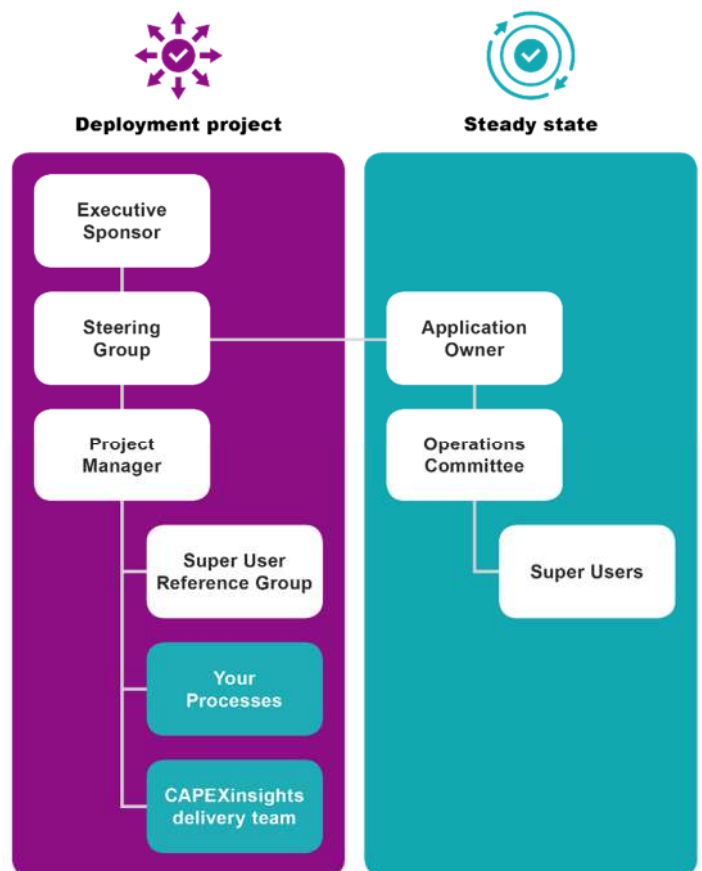 Deployment project
Steady state
Executive
Sponsor
Steering
Group
Application
Owner
Project
Manager
Operations
Committee
Super User
Reference Group
Super Users
Your
Processes
CAPEXinsights
delivery team